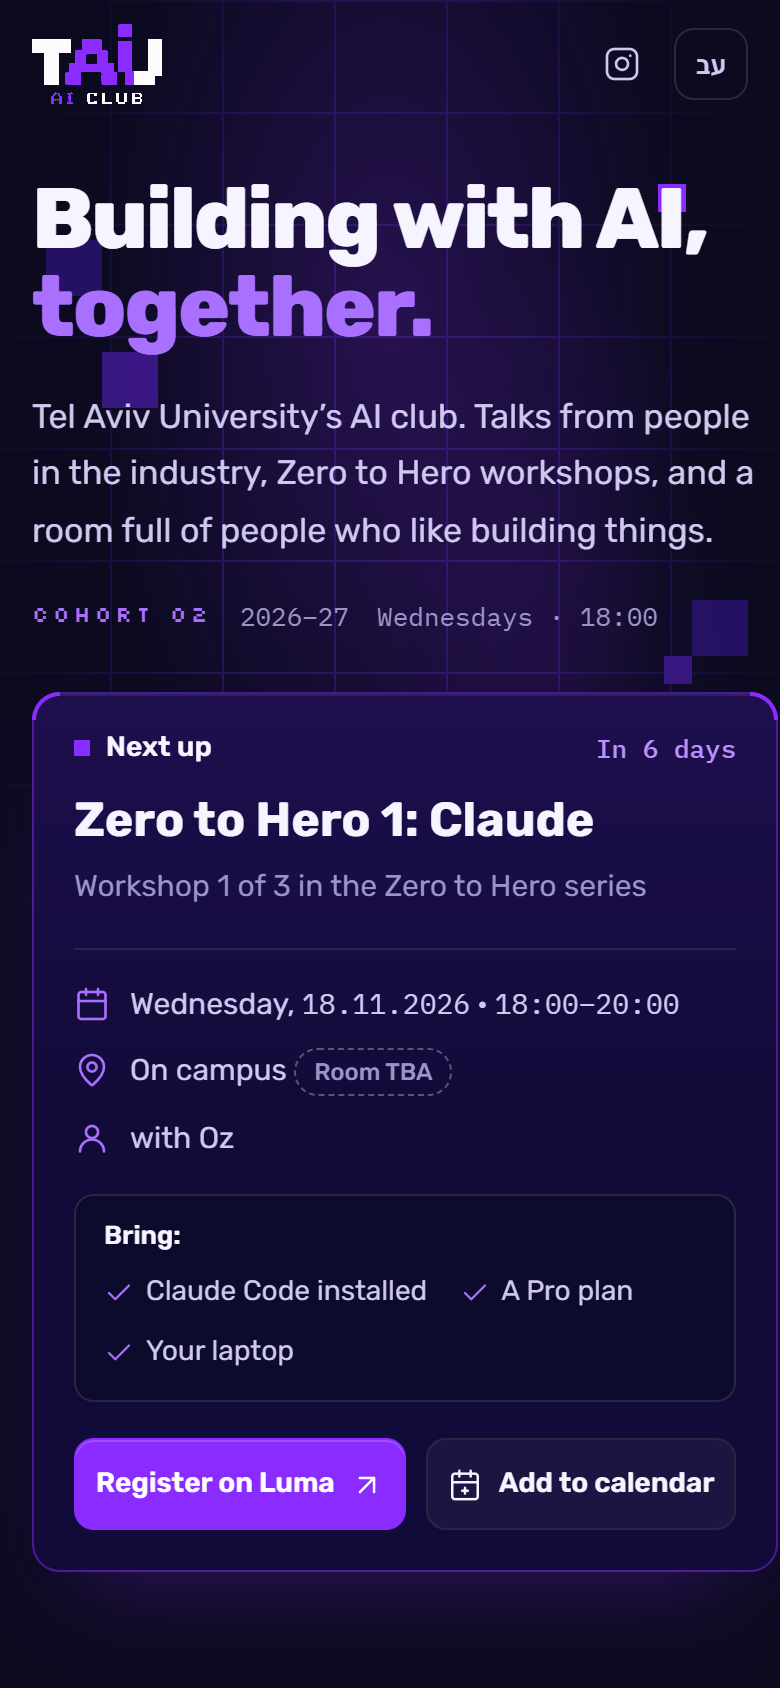 TAIU
AI CLUB
עב
Building with AI,
together.
Tel Aviv University’s AI club. Talks from people
in the industry, Zero to Hero workshops, and a
room full of people who like building things.
COHORT 02 2026–27 Wednesdays · 18:00
Next up In 6 days
Zero to Hero 1: Claude
Workshop 1 of 3 in the Zero to Hero series
Wednesday, 18.11.2026 • 18:00–20:00
On campus Room TBA
with Oz
Bring:
Claude Code installed A Pro plan
Your laptop
Register on Luma Add to calendar